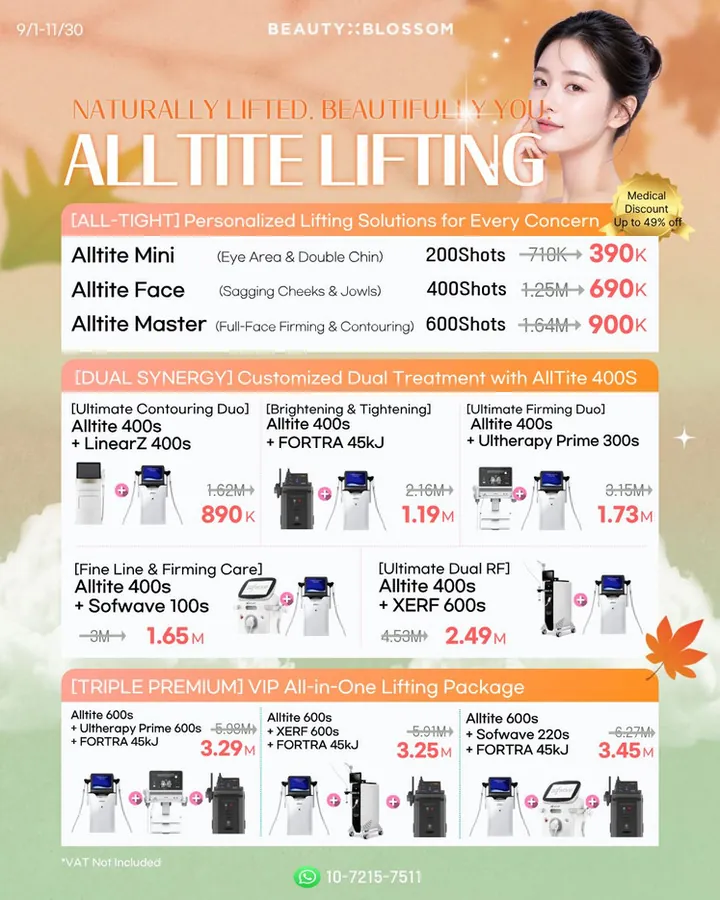 9/1-11/30
BEAUTY BLOSSOM
NATURALLY LIFTED. BEAUTIFULLY YOU.
ALLTITE LIFTING
Medical
Discount
Up to 49% off
[ALL-TIGHT] Personalized Lifting Solutions for Every Concern
Alltite Mini (Eye Area & Double Chin) 200Shots 710K 390K
Alltite Face (Sagging Cheeks & Jowls) 400Shots 1.25M 690K
Alltite Master (Full-Face Firming & Contouring) 600Shots 1.64M 900K
[DUAL SYNERGY] Customized Dual Treatment with AllTite 400S
[Ultimate Contouring Duo]
Alltite 400s
+ LinearZ 400s
1.62M
890K
[Brightening & Tightening]
Alltite 400s
+ FORTRA 45kJ
2.16M
1.19M
[Ultimate Firming Duo]
Alltite 400s
+ Ultherapy Prime 300s
3.15M
1.73M
[Fine Line & Firming Care]
Alltite 400s
+ Sofwave 100s
3M 1.65M
[Ultimate Dual RF]
Alltite 400s
+ XERF 600s
4.53M 2.49M
[TRIPLE PREMIUM] VIP All-in-One Lifting Package
Alltite 600s
+ Ultherapy Prime 600s
+ FORTRA 45kJ
5.98M
3.29M
Alltite 600s
+ XERF 600s
+ FORTRA 45kJ
5.91M
3.25M
Alltite 600s
+ Sofwave 220s
+ FORTRA 45kJ
6.27M
3.45M
*VAT Not Included
10-7215-7511